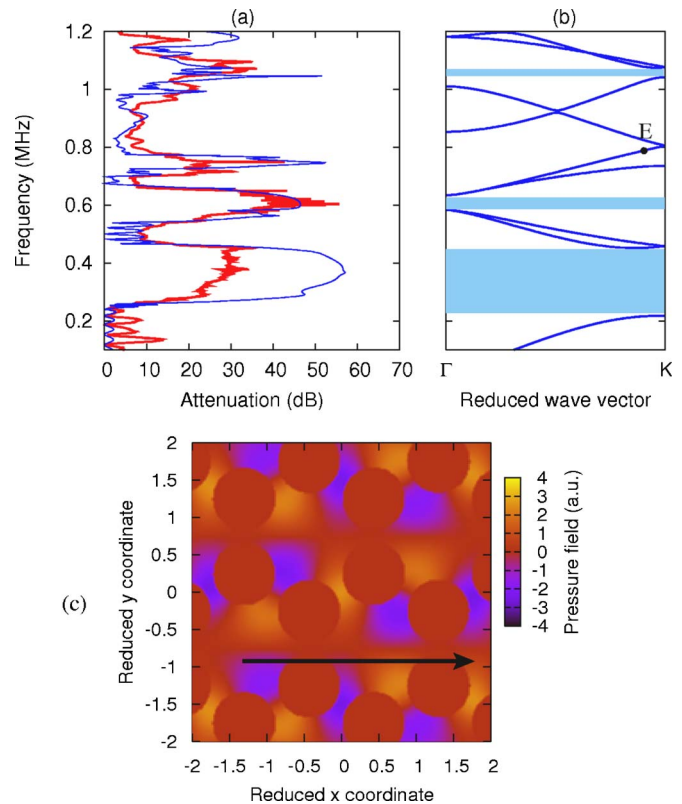 (a) (b)
1.2
1
0.8
0.6
0.4
0.2
Frequency (MHz)
E
0 10 20 30 40 50 60 70
Γ K
Attenuation (dB) Reduced wave vector
(c)
2
1.5
1
0.5
0
-0.5
-1
-1.5
-2
Reduced y coordinate
4
3
2
1
0
-1
-2
-3
-4
Pressure field (a.u.)
-2 -1.5 -1 -0.5 0 0.5 1 1.5 2
Reduced x coordinate